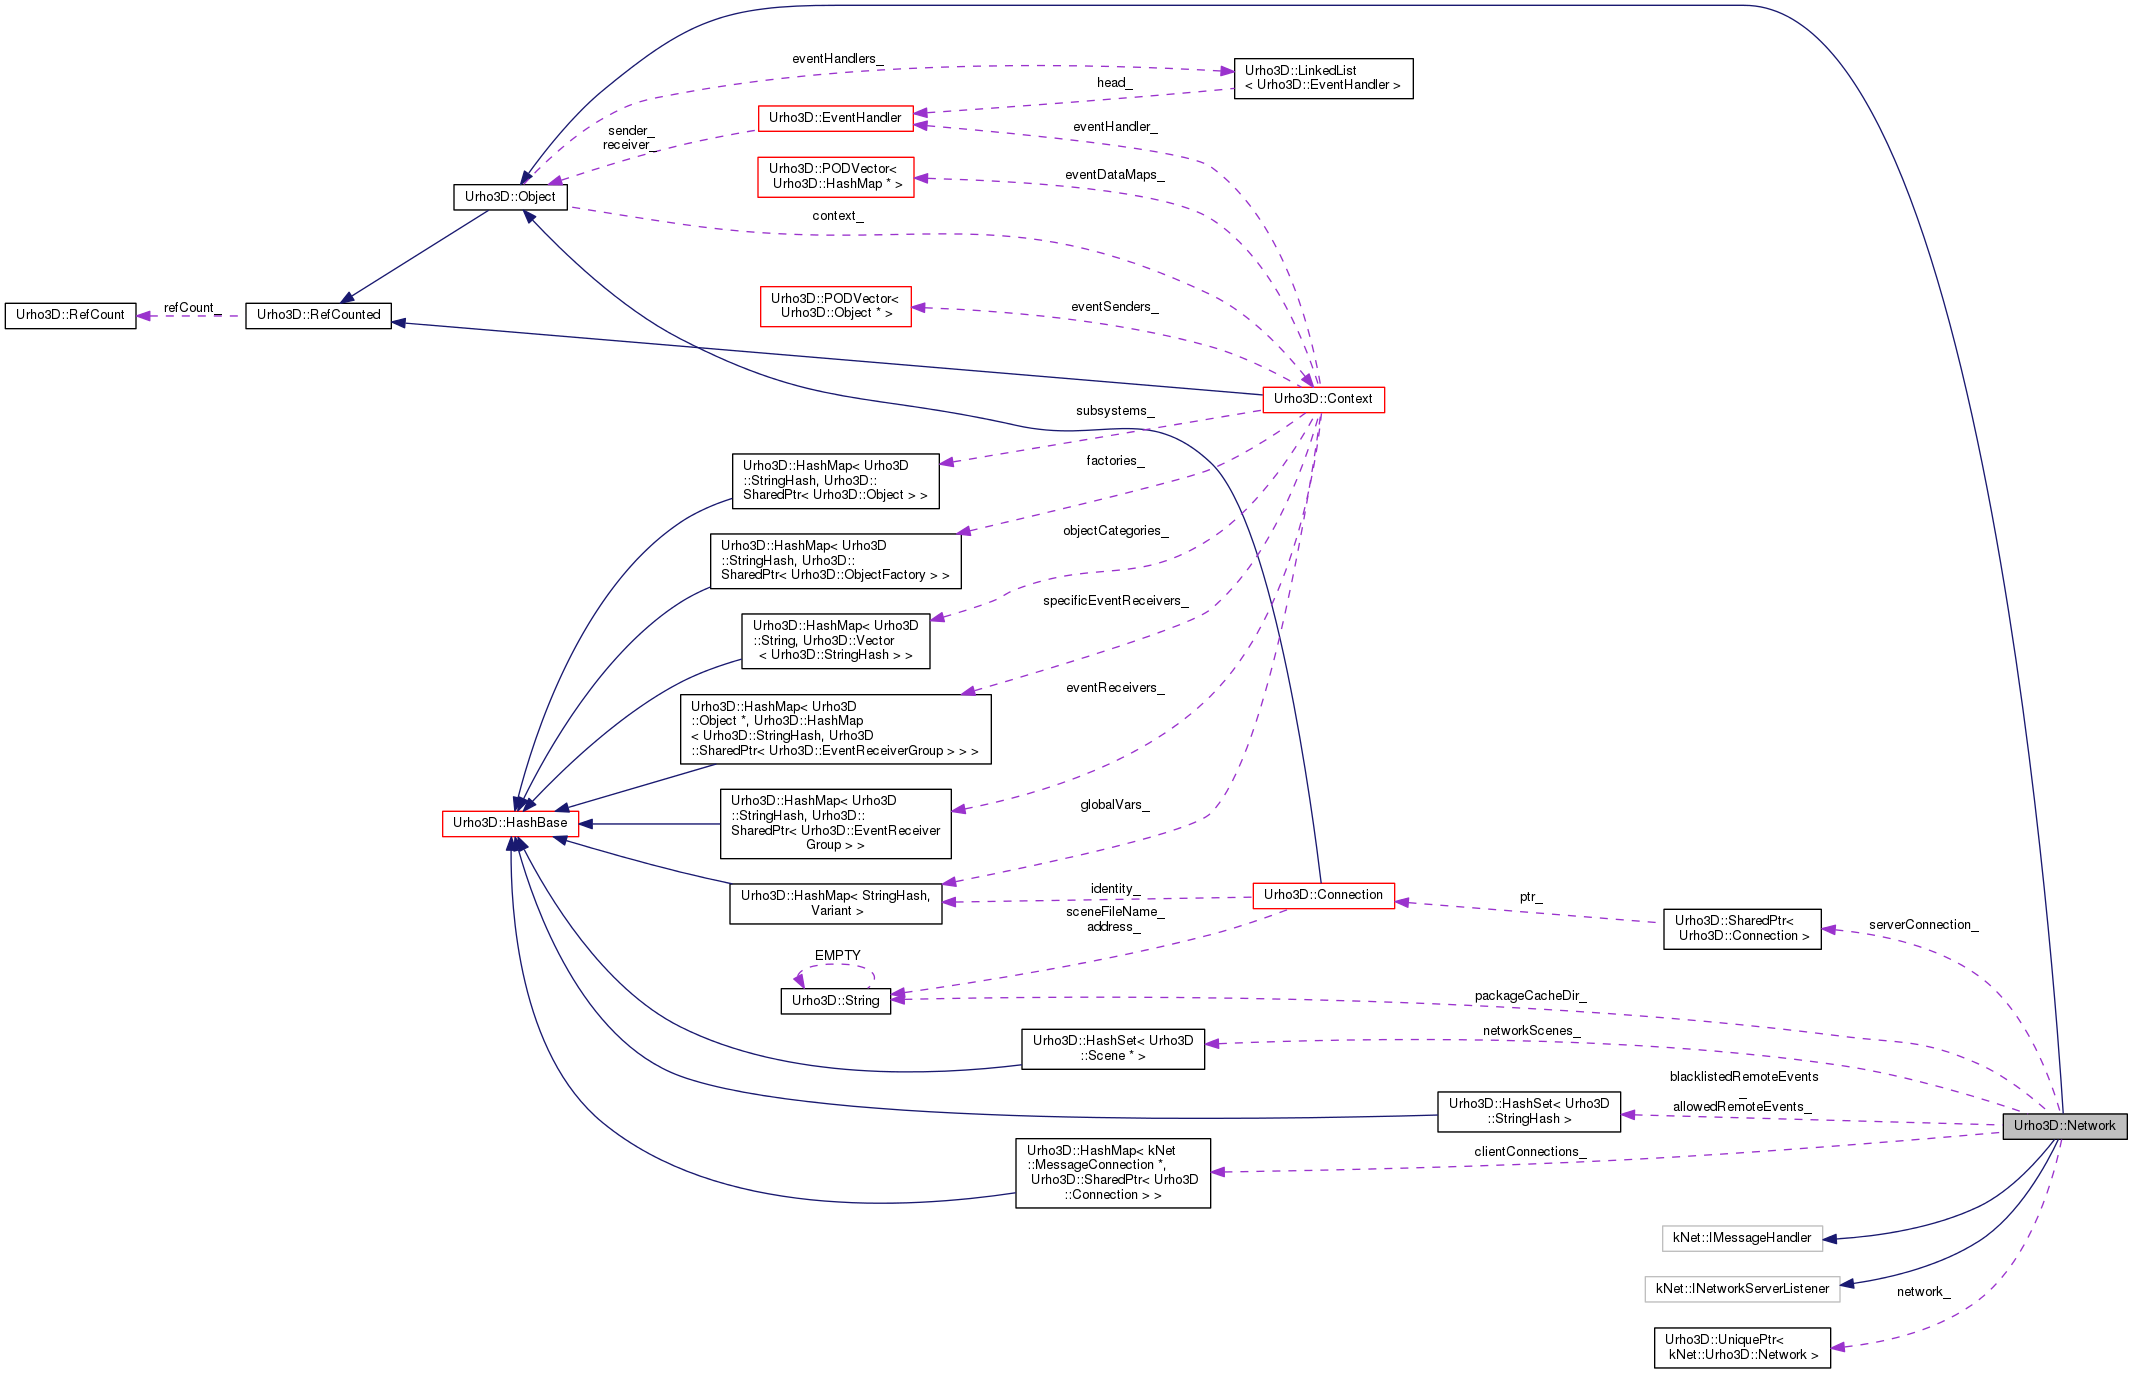 eventHandlers_
Urho3D::LinkedList
< Urho3D::EventHandler >
head_
Urho3D::EventHandler
eventHandler_
sender_
receiver_
Urho3D::PODVector<
Urho3D::HashMap * >
eventDataMaps_
Urho3D::Object
context_
Urho3D::PODVector<
Urho3D::Object * >
eventSenders_
Urho3D::RefCount
refCount_
Urho3D::RefCounted
Urho3D::Context
subsystems_
Urho3D::HashMap< Urho3D
::StringHash, Urho3D::
SharedPtr< Urho3D::Object > >
factories_
Urho3D::HashMap< Urho3D
::StringHash, Urho3D::
SharedPtr< Urho3D::ObjectFactory > >
objectCategories_
Urho3D::HashMap< Urho3D
::String, Urho3D::Vector
< Urho3D::StringHash > >
specificEventReceivers_
Urho3D::HashMap< Urho3D
::Object *, Urho3D::HashMap
< Urho3D::StringHash, Urho3D
::SharedPtr< Urho3D::EventReceiverGroup > > >
eventReceivers_
Urho3D::HashMap< Urho3D
::StringHash, Urho3D::
SharedPtr< Urho3D::EventReceiver
Group > >
Urho3D::HashBase
globalVars_
Urho3D::HashMap< StringHash,
Variant >
identity_
Urho3D::Connection
ptr_
Urho3D::SharedPtr<
Urho3D::Connection >
serverConnection_
sceneFileName_
address_
EMPTY
Urho3D::String
packageCacheDir_
Urho3D::HashSet< Urho3D
::Scene * >
networkScenes_
Urho3D::HashSet< Urho3D
::StringHash >
blacklistedRemoteEvents
_
allowedRemoteEvents_
Urho3D::Network
Urho3D::HashMap< kNet
::MessageConnection *,
Urho3D::SharedPtr< Urho3D
::Connection > >
clientConnections_
kNet::IMessageHandler
kNet::INetworkServerListener
network_
Urho3D::UniquePtr<
kNet::Urho3D::Network >